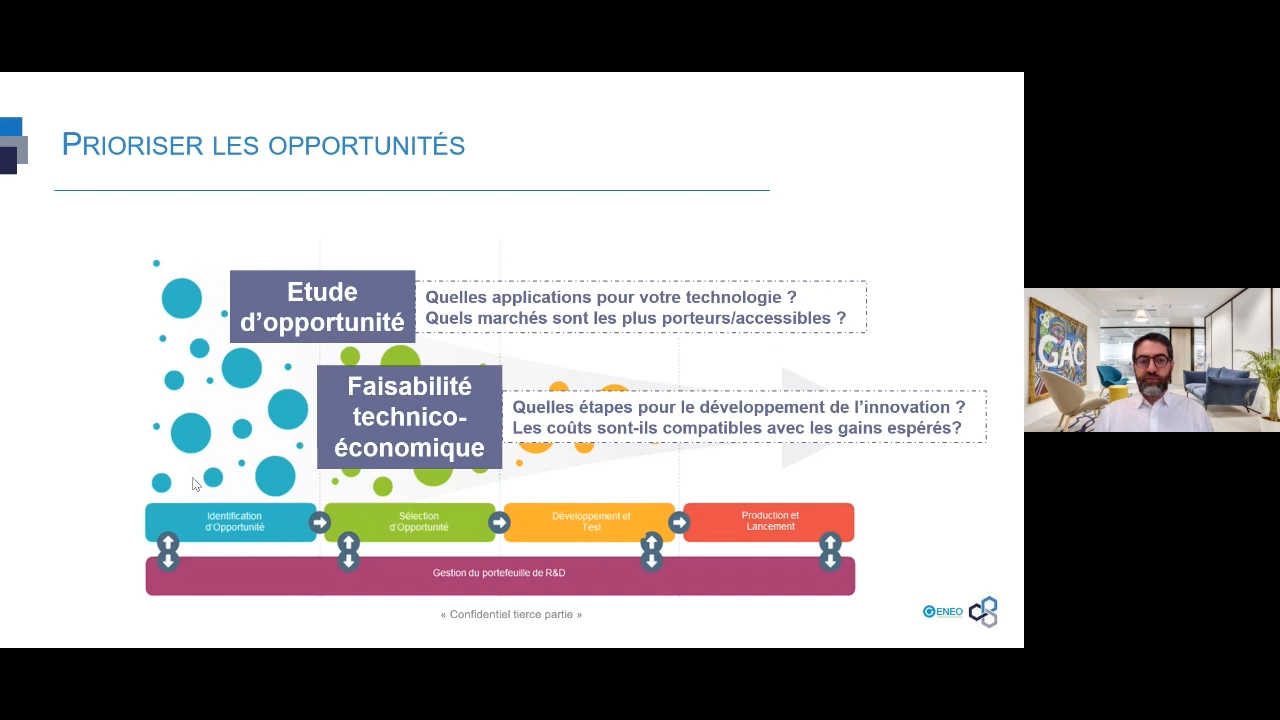 PRIORISER LES OPPORTUNITÉS
Etude
d'opportunité
Quelles applications pour votre technologie ?
Quels marchés sont les plus porteurs/accessibles ?
Faisabilité
technico-
économique
Quelles étapes pour le développement de l'innovation ?
Les coûts sont-ils compatibles avec les gains espérés?
GAC
Identification
d'Opportunité
Sélection
d'Opportunité
Développement et
Test
Production et
Lancement
Gestion du portefeuille de R&D
« Confidentiel tierce partie »
GENEO